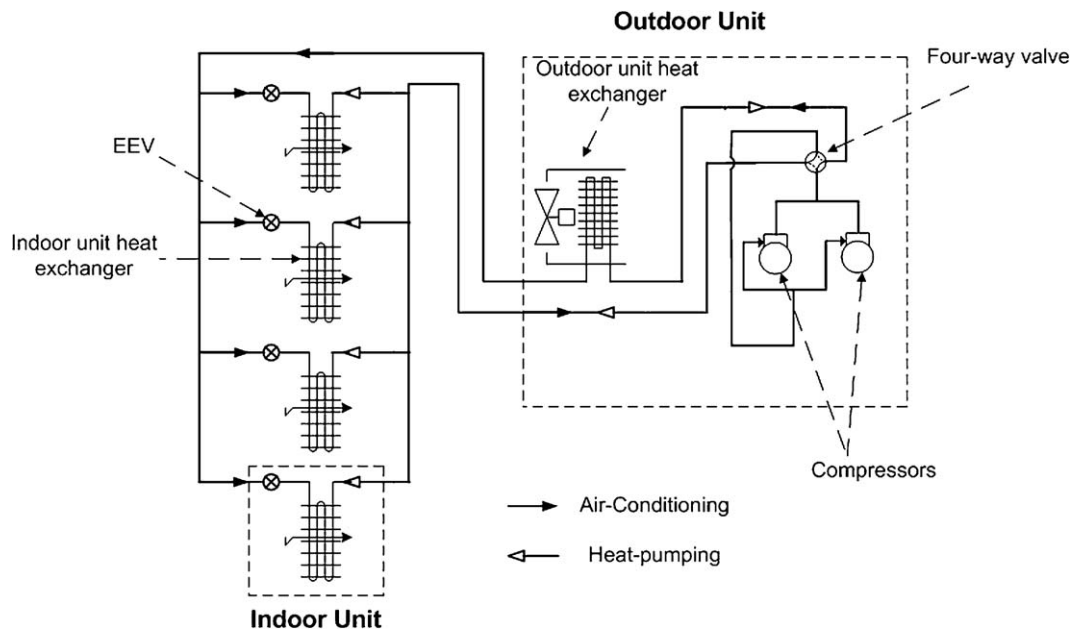 Outdoor Unit
Four-way valve
Outdoor unit heat
exchanger
EEV
Indoor unit heat
exchanger
Compressors
Air-Conditioning
Heat-pumping
Indoor Unit